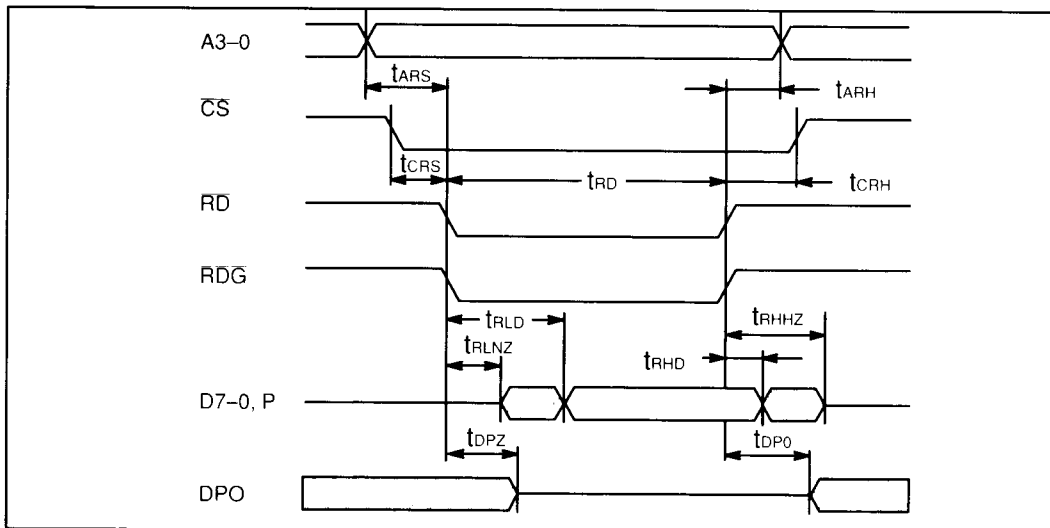 A3–0
tARS
tARH
CS
tCRS
tRD
tCRH
RD
RDG
tRLD
tRHHZ
tRLNZ
tRHD
D7–0, P
tDPZ
tDP0
DPO